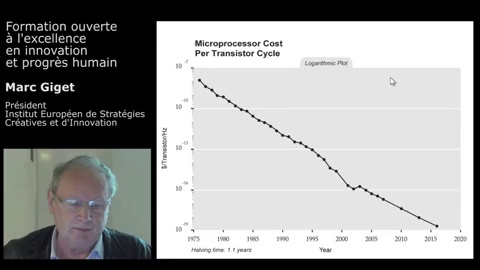 Formation ouverte
à l'excellence
en innovation
et progrès humain
Marc Giget
Président
Institut Européen de Stratégies
Créatives et d'Innovation
Microprocessor Cost
Per Transistor Cycle
Logarithmic Plot
10-7
10-10
10-13
10-16
10-19
$/Transistor/Hz
1975
1980
1985
1990
1995
2000
2005
2010
2015
2020
Halving time: 1.1 years
Year